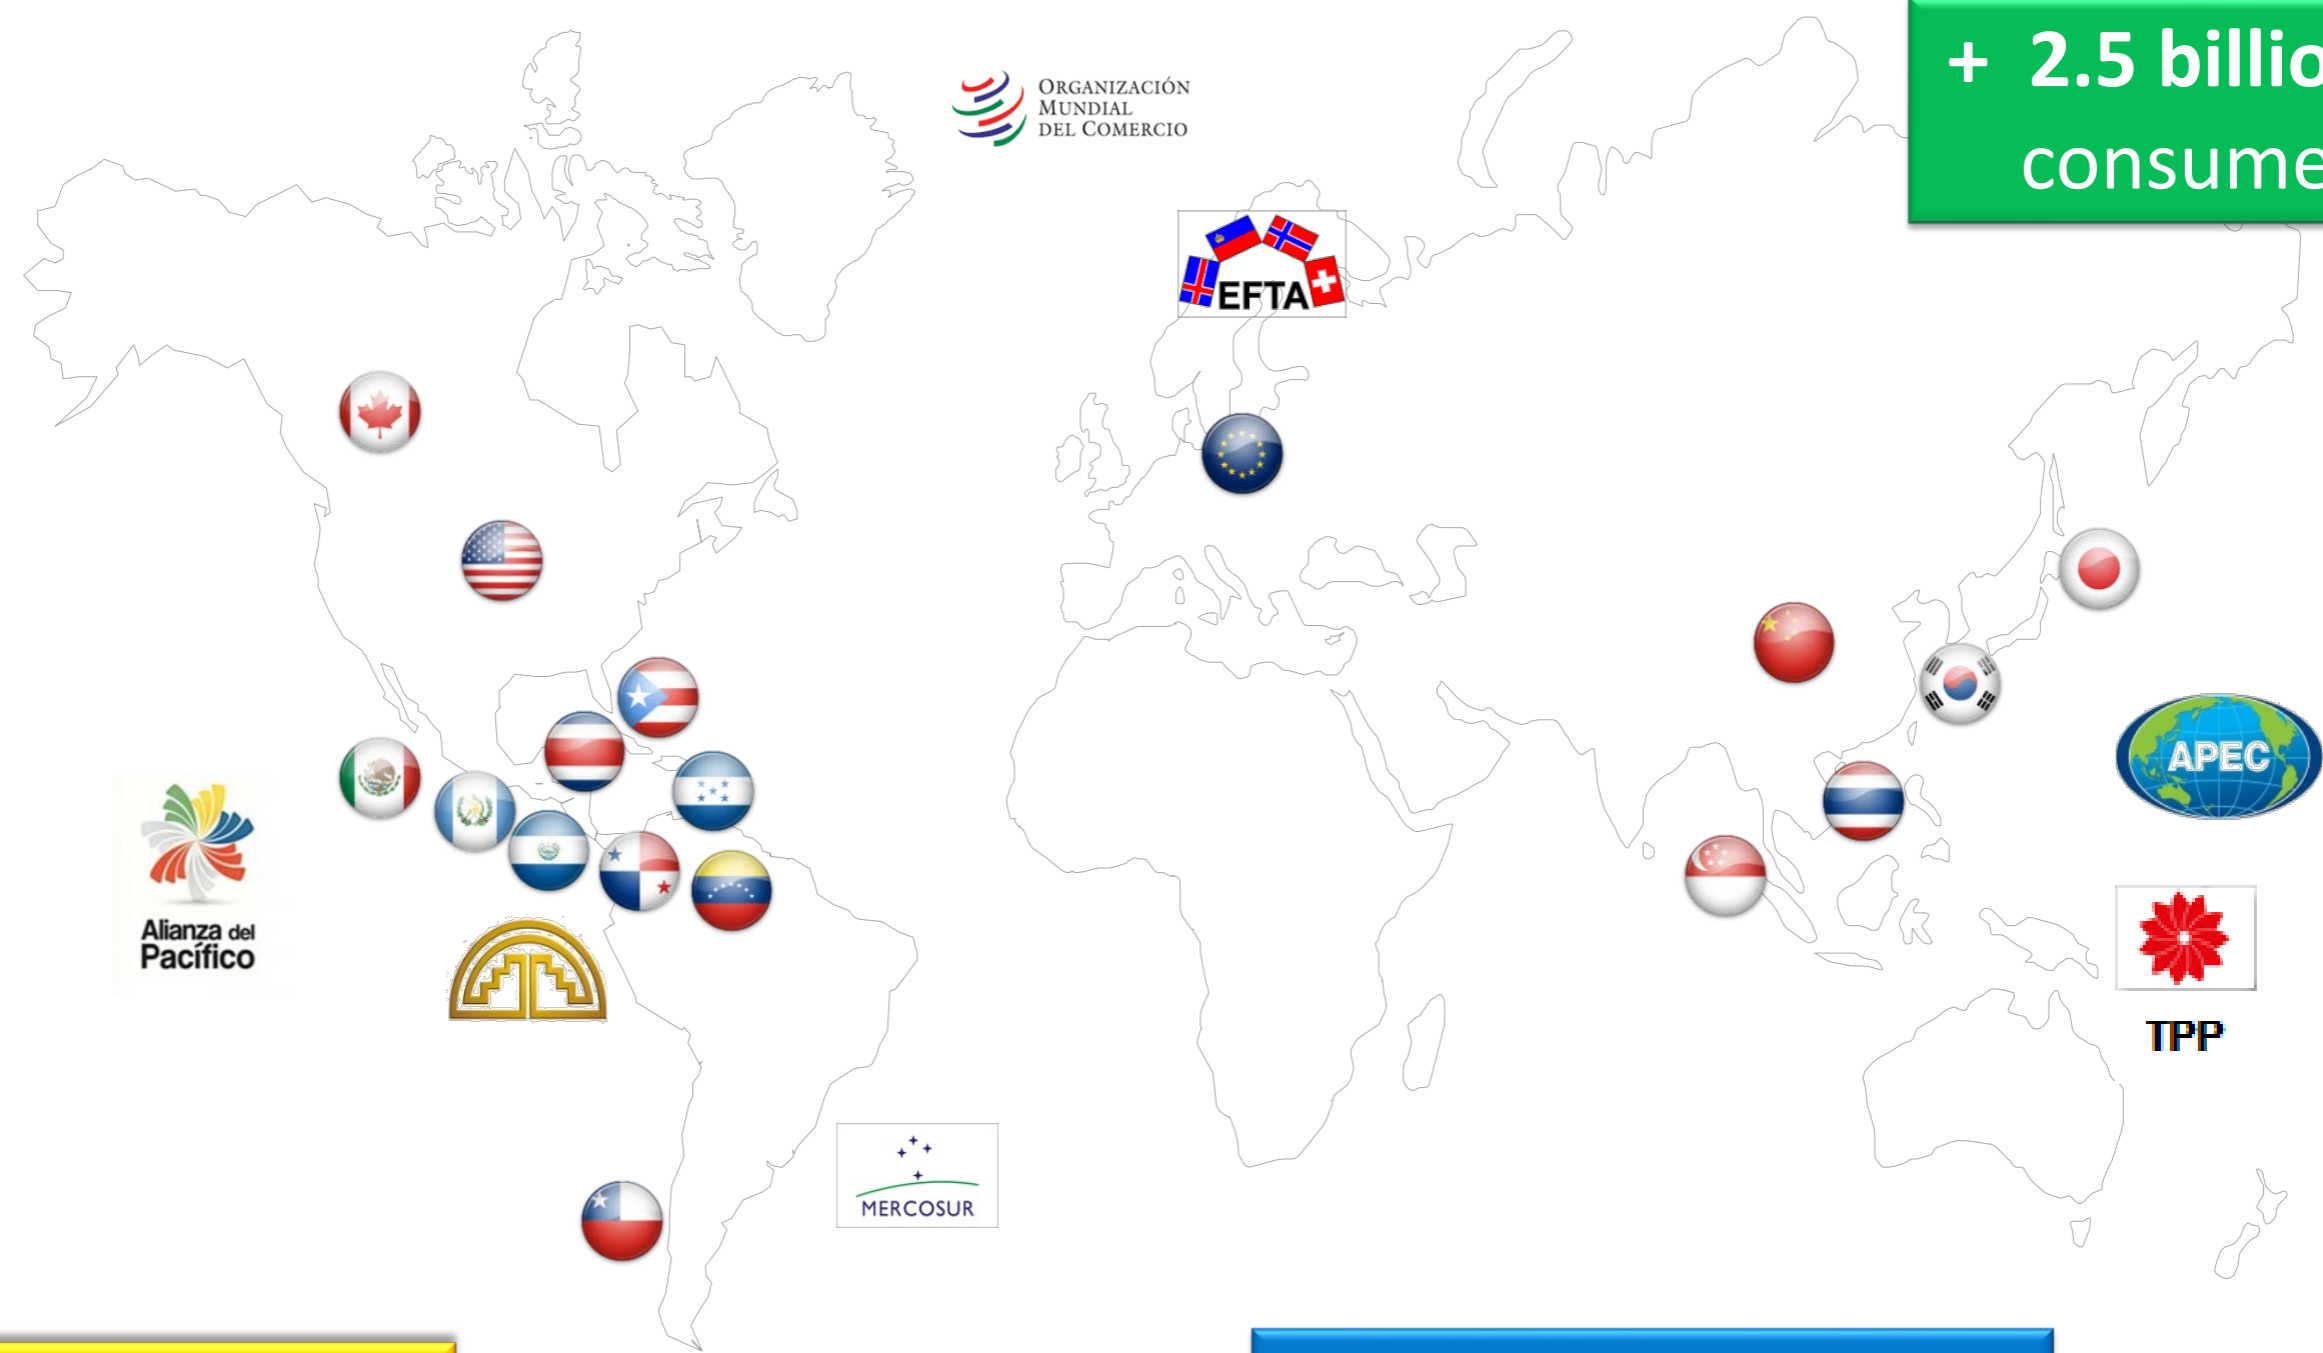 + 2.5 billio
consume
ORGANIZACIÓN
MUNDIAL
DEL COMERCIO
EFTA
APEC
Alianza del
Pacífico
TPP
MERCOSUR